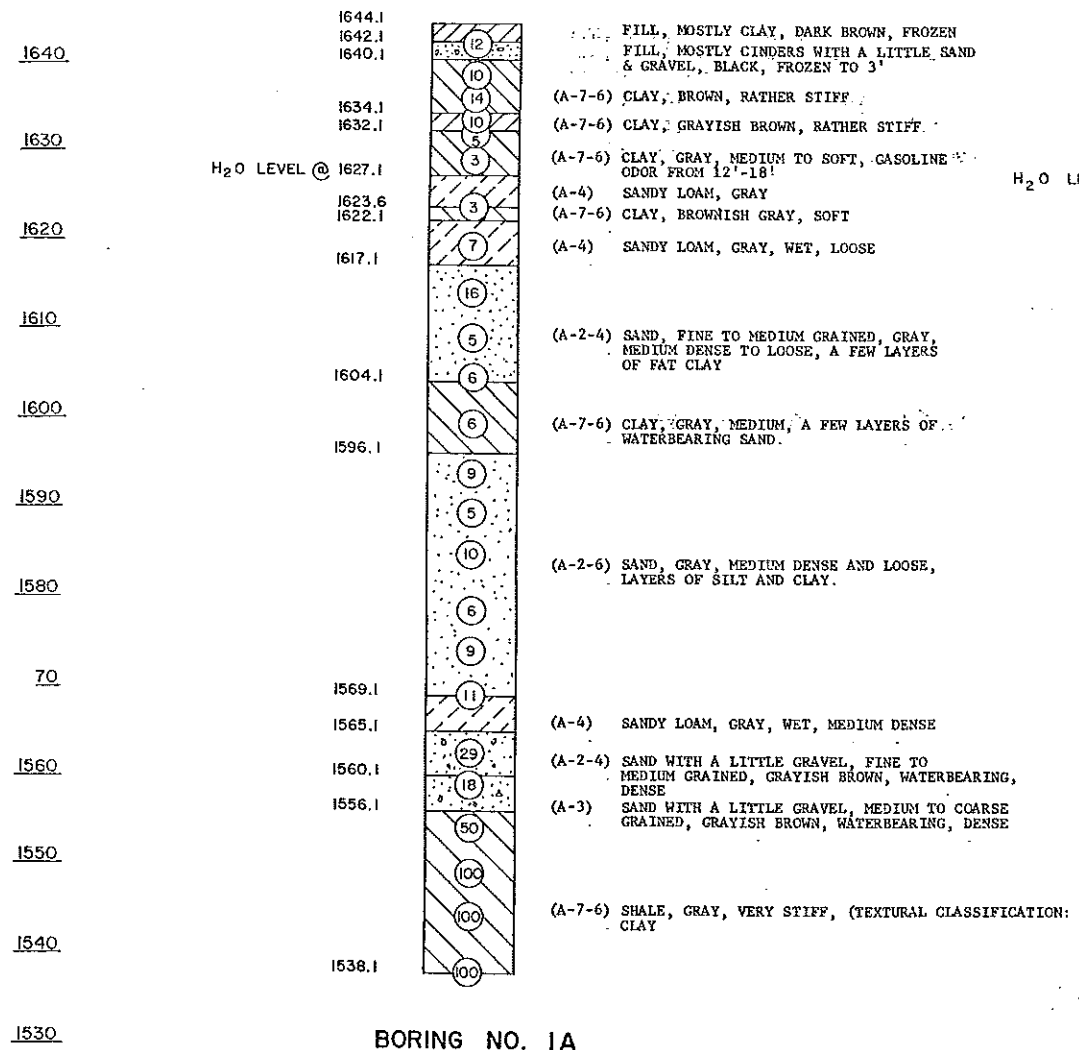 1644.1
FILL, MOSTLY CLAY, DARK BROWN, FROZEN
1642.1
12
FILL, MOSTLY CINDERS WITH A LITTLE SAND
1640
1640.1
& GRAVEL, BLACK, FROZEN TO 3'
10
14
(A-7-6) CLAY, BROWN, RATHER STIFF
1634.1
10
1632.1
(A-7-6) CLAY, GRAYISH BROWN, RATHER STIFF
1630
5
3
(A-7-6) CLAY, GRAY, MEDIUM TO SOFT, GASOLINE
H2O LEVEL @ 1627.1
ODOR FROM 12'-18'
H2O
(A-4) SANDY LOAM, GRAY
1623.6
3
1622.1
(A-7-6) CLAY, BROWNISH GRAY, SOFT
1620
7
(A-4) SANDY LOAM, GRAY, WET, LOOSE
1617.1
16
1610
5
(A-2-4) SAND, FINE TO MEDIUM GRAINED, GRAY,
MEDIUM DENSE TO LOOSE, A FEW LAYERS
OF FAT CLAY
1604.1
6
1600
6
(A-7-6) CLAY, GRAY, MEDIUM, A FEW LAYERS OF
WATERBEARING SAND.
1596.1
9
1590
5
10
(A-2-6) SAND, GRAY, MEDIUM DENSE AND LOOSE,
LAYERS OF SILT AND CLAY.
1580
6
9
70
1569.1
11
1565.1
(A-4) SANDY LOAM, GRAY, WET, MEDIUM DENSE
29
(A-2-4) SAND WITH A LITTLE GRAVEL, FINE TO
1560
1560.1
MEDIUM GRAINED, GRAYISH BROWN, WATERBEARING,
DENSE
18
1556.1
(A-3) SAND WITH A LITTLE GRAVEL, MEDIUM TO COARSE
GRAINED, GRAYISH BROWN, WATERBEARING, DENSE
50
1550
100
100
(A-7-6) SHALE, GRAY, VERY STIFF, (TEXTURAL CLASSIFICATION:
CLAY
1540
1538.1
100
1530
BORING NO. 1A